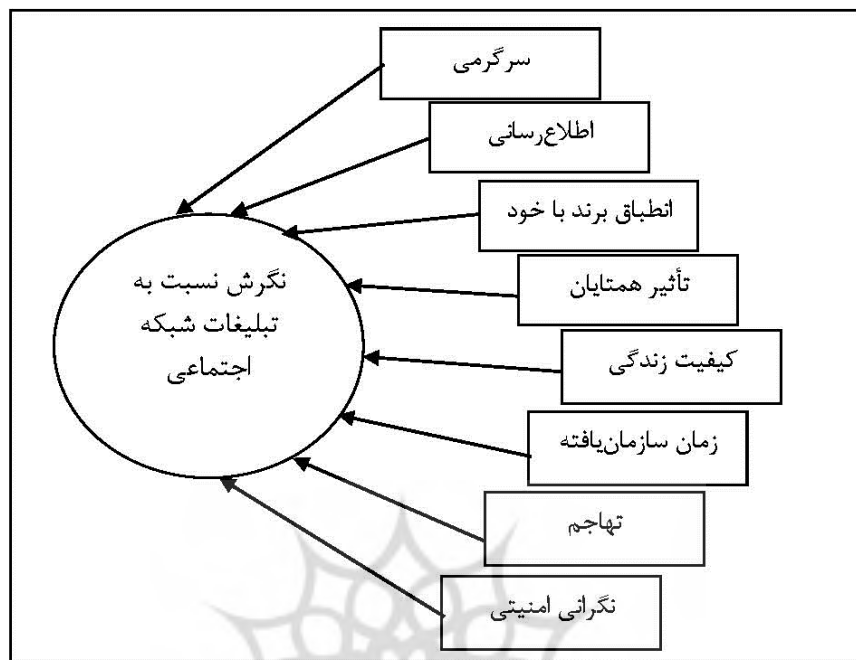 سرگرمی
اطلاع‌رسانی
انطباق برند با خود
تأثیر همتایان
کیفیت زندگی
زمان سازمان‌یافته
تهاجم
نگرانی امنیتی
نگرش نسبت به
تبلیغات شبکه
اجتماعی